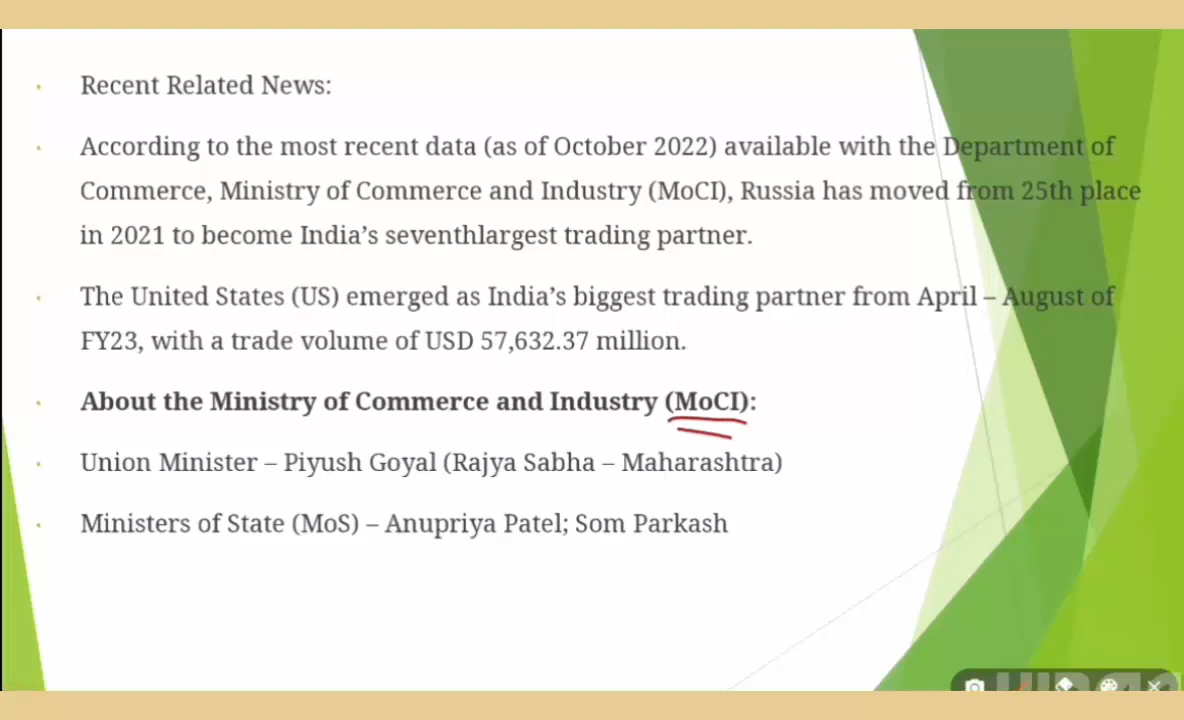 Recent Related News:
According to the most recent data (as of October 2022) available with the Department of
Commerce, Ministry of Commerce and Industry (MoCI), Russia has moved from 25th place
in 2021 to become India’s seventhlargest trading partner.
The United States (US) emerged as India’s biggest trading partner from April – August of
FY23, with a trade volume of USD 57,632.37 million.
About the Ministry of Commerce and Industry (MoCI):
Union Minister – Piyush Goyal (Rajya Sabha – Maharashtra)
Ministers of State (MoS) – Anupriya Patel; Som Parkash